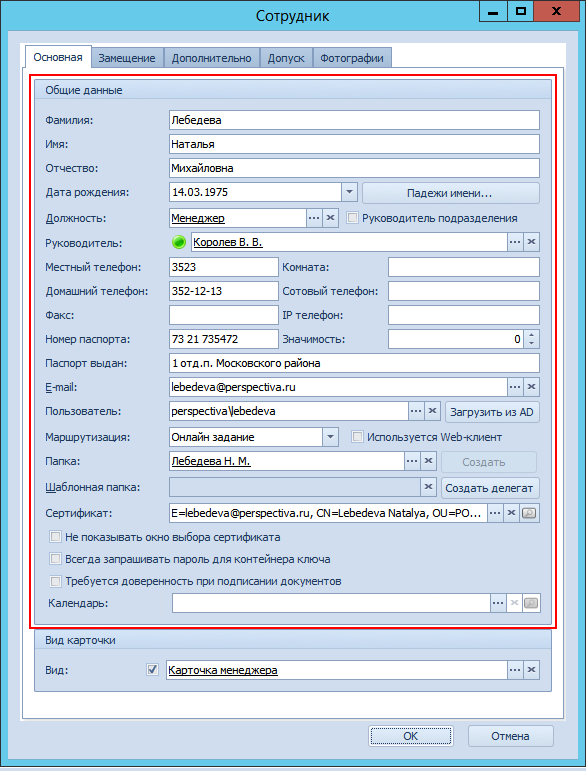 Сотрудник
Основная Замещение Дополнительно Допуск Фотографии
Общие данные
Фамилия: Лебедева
Имя: Наталья
Отчество: Михайловна
Дата рождения: 14.03.1975 Падежи имени...
Должность: Менеджер Руководитель подразделения
Руководитель: Королев В. В.
Местный телефон: 3523 Комната:
Домашний телефон: 352-12-13 Сотовый телефон:
Факс: IP телефон:
Номер паспорта: 73 21 735472 Значимость: 0
Паспорт выдан: 1 отд.п. Московского района
E-mail: lebedeva@perspectiva.ru
Пользователь: perspectiva\lebedeva Загрузить из AD
Маршрутизация: Онлайн задание Используется Web-клиент
Папка: Лебедева Н. М. Создать
Шаблонная папка: Создать делегат
Сертификат: E=lebedeva@perspectiva.ru, CN=Lebedeva Natalya, OU=PO...
Не показывать окно выбора сертификата
Всегда запрашивать пароль для контейнера ключа
Требуется доверенность при подписании документов
Календарь:
Вид карточки
Вид: Карточка менеджера
OK Отмена